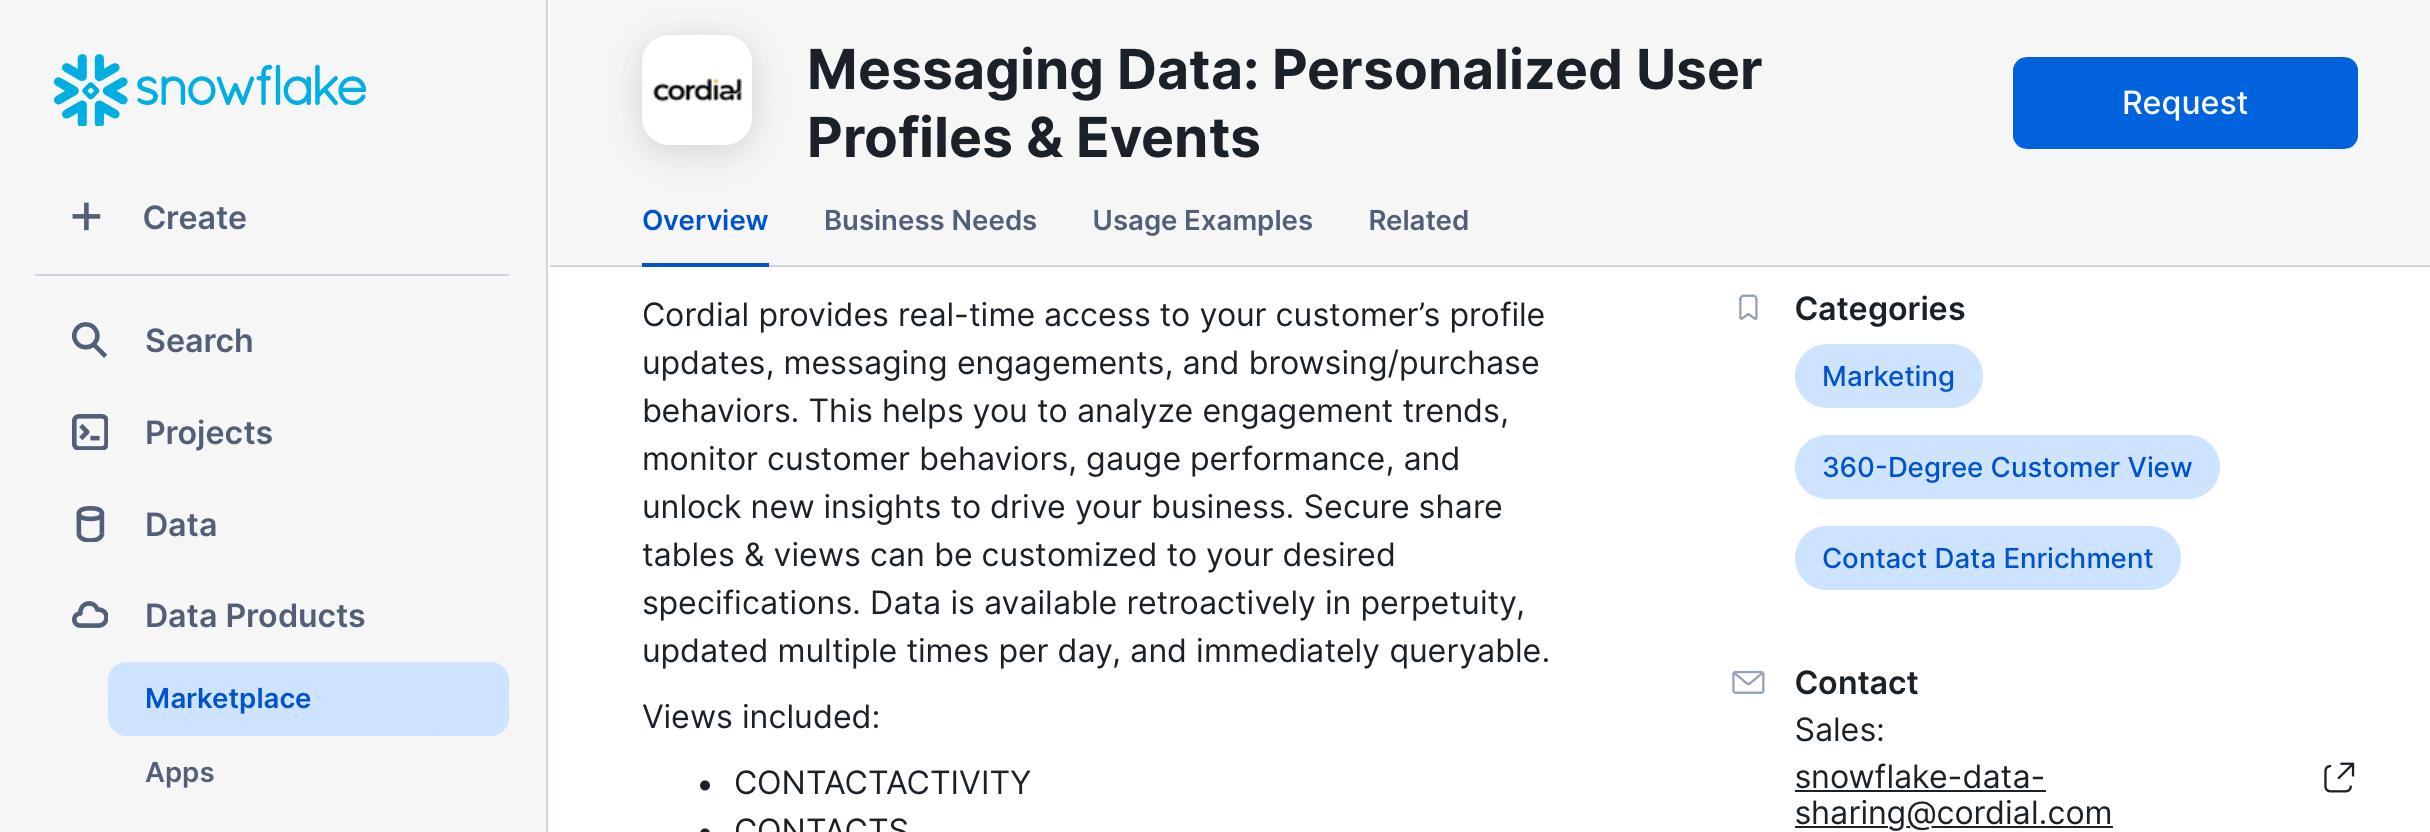 snowflake
Create
Search
Projects
Data
Data Products
Marketplace
Apps
cordial
Messaging Data: Personalized User
Profiles & Events
Request
Overview
Business Needs
Usage Examples
Related
Cordial provides real-time access to your customer’s profile
updates, messaging engagements, and browsing/purchase
behaviors. This helps you to analyze engagement trends,
monitor customer behaviors, gauge performance, and
unlock new insights to drive your business. Secure share
tables & views can be customized to your desired
specifications. Data is available retroactively in perpetuity,
updated multiple times per day, and immediately queryable.
Views included:
• CONTACTACTIVITY
• CONTACTS
Categories
Marketing
360-Degree Customer View
Contact Data Enrichment
Contact
Sales:
snowflake-data-
sharing@cordial.com